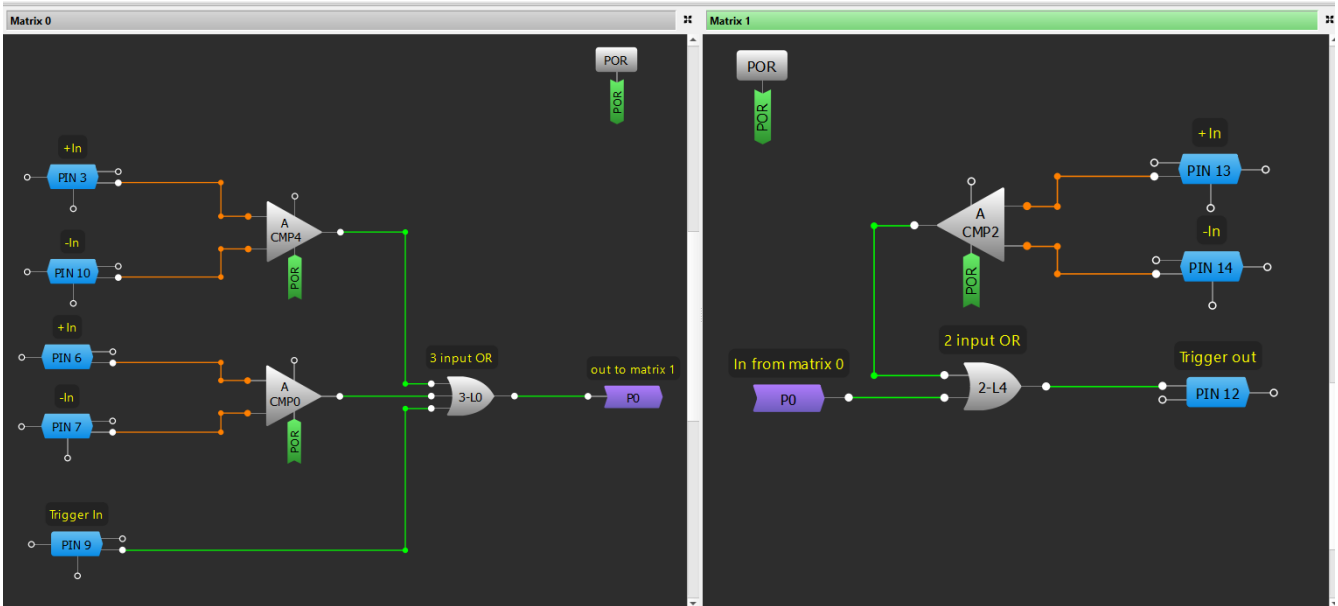 Matrix 0
POR
POR
+In
PIN 3
A
CMP4
-In
PIN 10
POR
+In
PIN 6
A
CMP0
-In
PIN 7
POR
3 input OR
3-L0
out to matrix 1
P0
Trigger In
PIN 9
Matrix 1
POR
POR
+In
PIN 13
A
CMP2
-In
PIN 14
POR
2 input OR
2-L4
In from matrix 0
P0
Trigger out
PIN 12